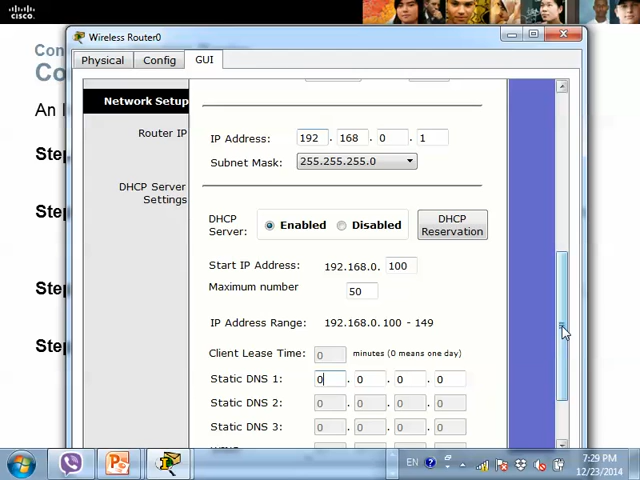 CISCO
Wireless Router0
Con
Co
Physical
Config
GUI
Network Setup
An I
Router IP
IP Address: 192 . 168 . 0 . 1
Subnet Mask: 255.255.255.0
Step
DHCP Server
Settings
DHCP
Server:
Enabled
Disabled
DHCP
Reservation
Step
Start IP Address: 192.168.0. 100
Maximum number
50
Step
IP Address Range: 192.168.0.100 - 149
Step
Client Lease Time: 0 minutes (0 means one day)
Static DNS 1: 0 . 0 . 0 . 0
Static DNS 2: 0 . 0 . 0 . 0
Static DNS 3: 0 . 0 . 0 . 0
EN
7:29 PM
12/23/2014